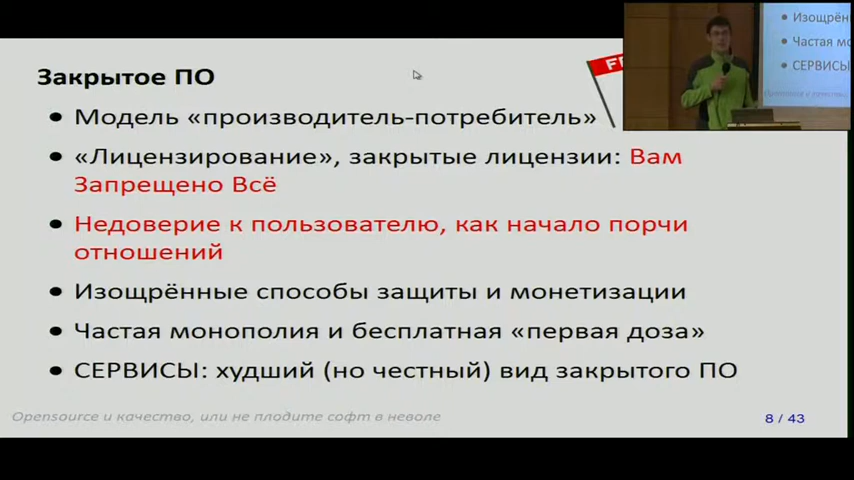 Закрытое ПО
FR
• Модель «производитель-потребитель»
• «Лицензирование», закрытые лицензии: Вам
Запрещено Всё
• Недоверие к пользователю, как начало порчи
отношений
• Изощрённые способы защиты и монетизации
• Частая монополия и бесплатная «первая доза»
• СЕРВИСЫ: худший (но честный) вид закрытого ПО
Opensource и качество, или не плодите софт в неволе
8 / 43
• Изощрён
• Частая мо
• СЕРВИСЫ